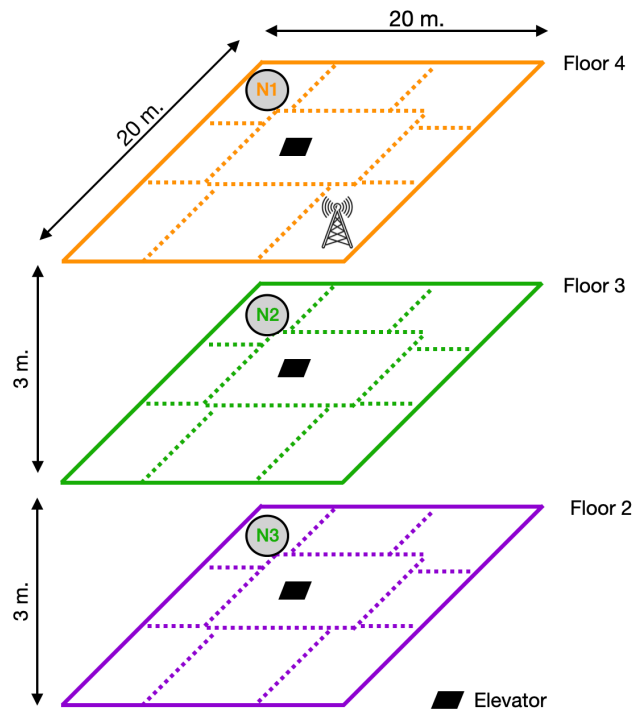 20 m.
Floor 4
N1
20 m.
Floor 3
N2
3 m.
Floor 2
N3
3 m.
Elevator